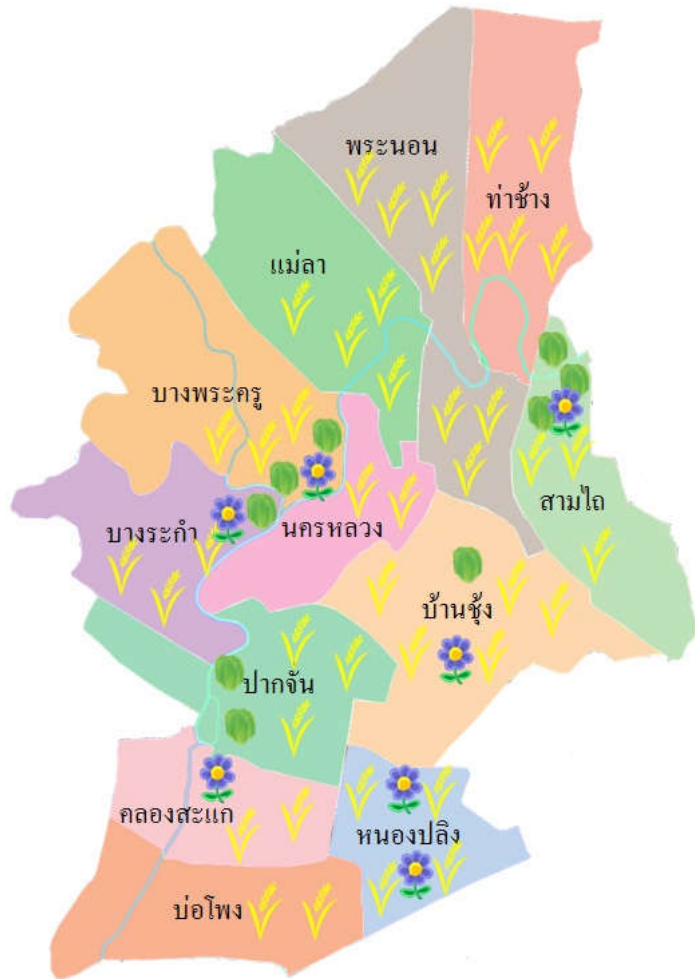 พระนอน
ท่าช้าง
แม่ลา
บางพระครู
สามไถ
บางระกำ
นครหลวง
บ้านชุ้ง
ปากจั่น
คลองสะแก
หนองปลิง
บ่อโพง